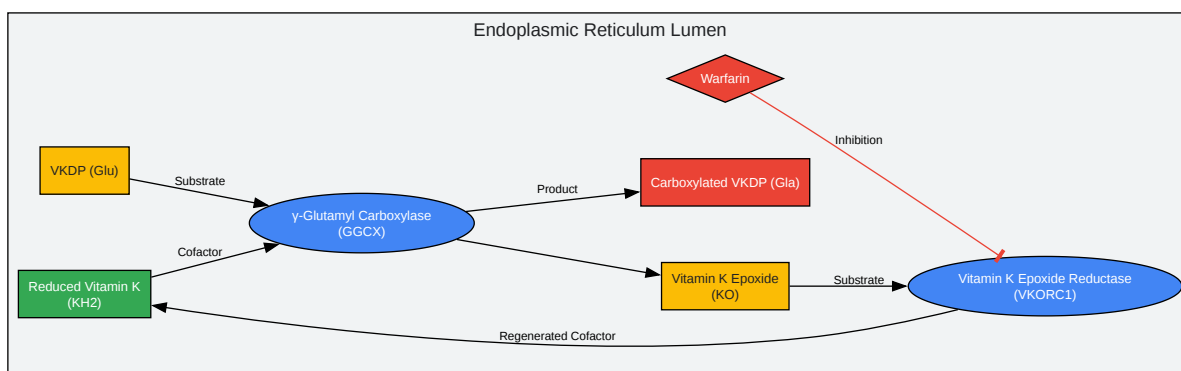 Endoplasmic Reticulum Lumen
Warfarin
Inhibition
VKDP (Glu)
Substrate
Carboxylated VKDP (Gla)
Product
γ-Glutamyl Carboxylase
(GGCX)
Cofactor
Reduced Vitamin K
(KH2)
Vitamin K Epoxide
(KO)
Substrate
Vitamin K Epoxide Reductase
(VKORC1)
Regenerated Cofactor